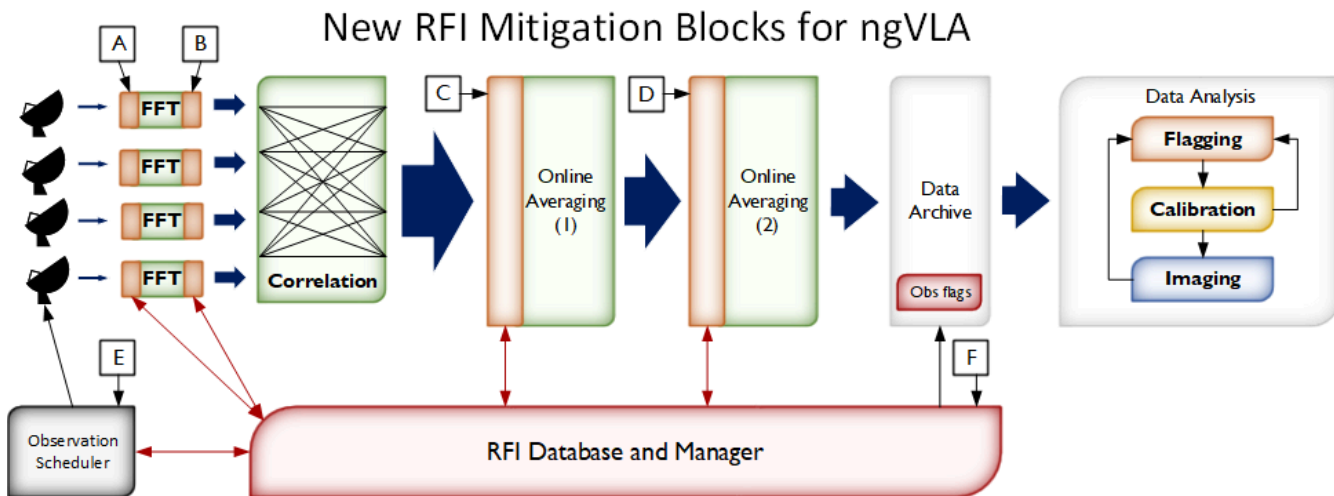 New RFI Mitigation Blocks for ngVLA
A
B
C
D
E
F
FFT
FFT
FFT
FFT
Correlation
Online
Averaging
(1)
Online
Averaging
(2)
Data
Archive
Obs flags
Data Analysis
Flagging
Calibration
Imaging
Observation
Scheduler
RFI Database and Manager